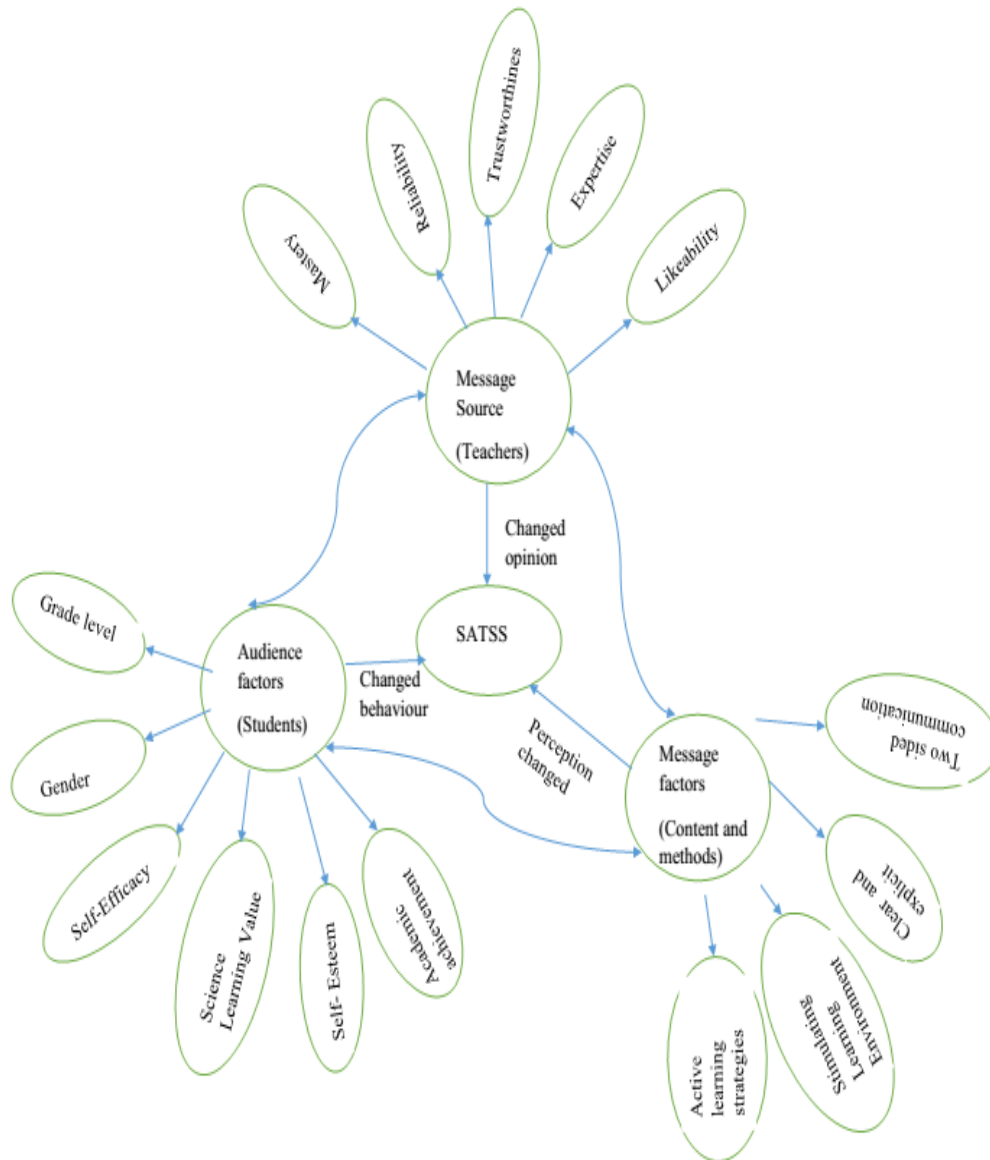 Trustworthines
Reliability
Expertise
Mastery
Likeability
Message
Source
(Teachers)
Changed
opinion
SATSS
Grade level
Audience
factors
(Students)
Changed
behaviour
Perception
changed
Message
factors
(Content and
methods)
Two sided
communication
Gender
Self-Efficacy
Science
Learning Value
Self- Esteem
Academic
achievement
Clear and
explicit
Stimulating
Learning
Environment
Active
learning
strategies